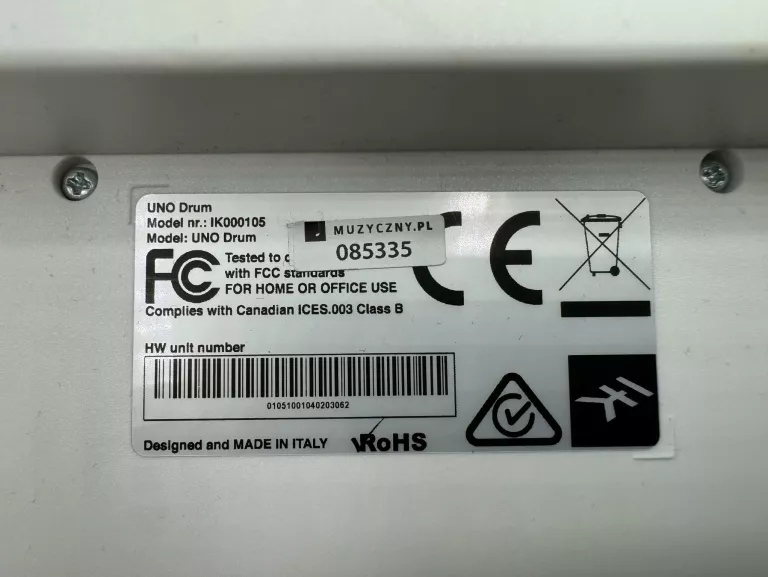 UNO Drum
Model nr.: IK000105
Model: UNO Drum
MUZYCZNY.PL
085335
FC
Tested to
with FCC standards
FOR HOME OR OFFICE USE
CE
Complies with Canadian ICES.003 Class B
HW unit number
01051001040203062
Designed and MADE IN ITALY
RoHS
IK